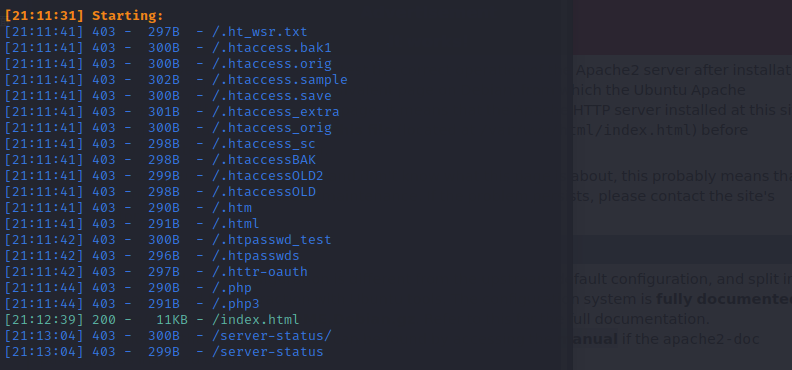 [21:11:31] Starting:
[21:11:41] 403 -  297B  - /.ht_wsr.txt
[21:11:41] 403 -  300B  - /.htaccess.bak1
[21:11:41] 403 -  300B  - /.htaccess.orig
[21:11:41] 403 -  302B  - /.htaccess.sample
[21:11:41] 403 -  300B  - /.htaccess.save
[21:11:41] 403 -  301B  - /.htaccess_extra
[21:11:41] 403 -  300B  - /.htaccess_orig
[21:11:41] 403 -  298B  - /.htaccess_sc
[21:11:41] 403 -  298B  - /.htaccessBAK
[21:11:41] 403 -  299B  - /.htaccessOLD2
[21:11:41] 403 -  298B  - /.htaccessOLD
[21:11:41] 403 -  290B  - /.htm
[21:11:41] 403 -  291B  - /.html
[21:11:42] 403 -  300B  - /.htpasswd_test
[21:11:42] 403 -  296B  - /.htpasswds
[21:11:42] 403 -  297B  - /.httr-oauth
[21:11:44] 403 -  290B  - /.php
[21:11:44] 403 -  291B  - /.php3
[21:12:39] 200 -   11KB - /index.html
[21:13:04] 403 -  300B  - /server-status/
[21:13:04] 403 -  299B  - /server-status
Apache2 server after
hich the Ubuntu Apache
HTTP server installed at this
ml/index.html) before
about, this probably means
sts, please contact the site's
fault configuration, and split
n system is fully documented
ull documentation.
anual if the apache2-doc